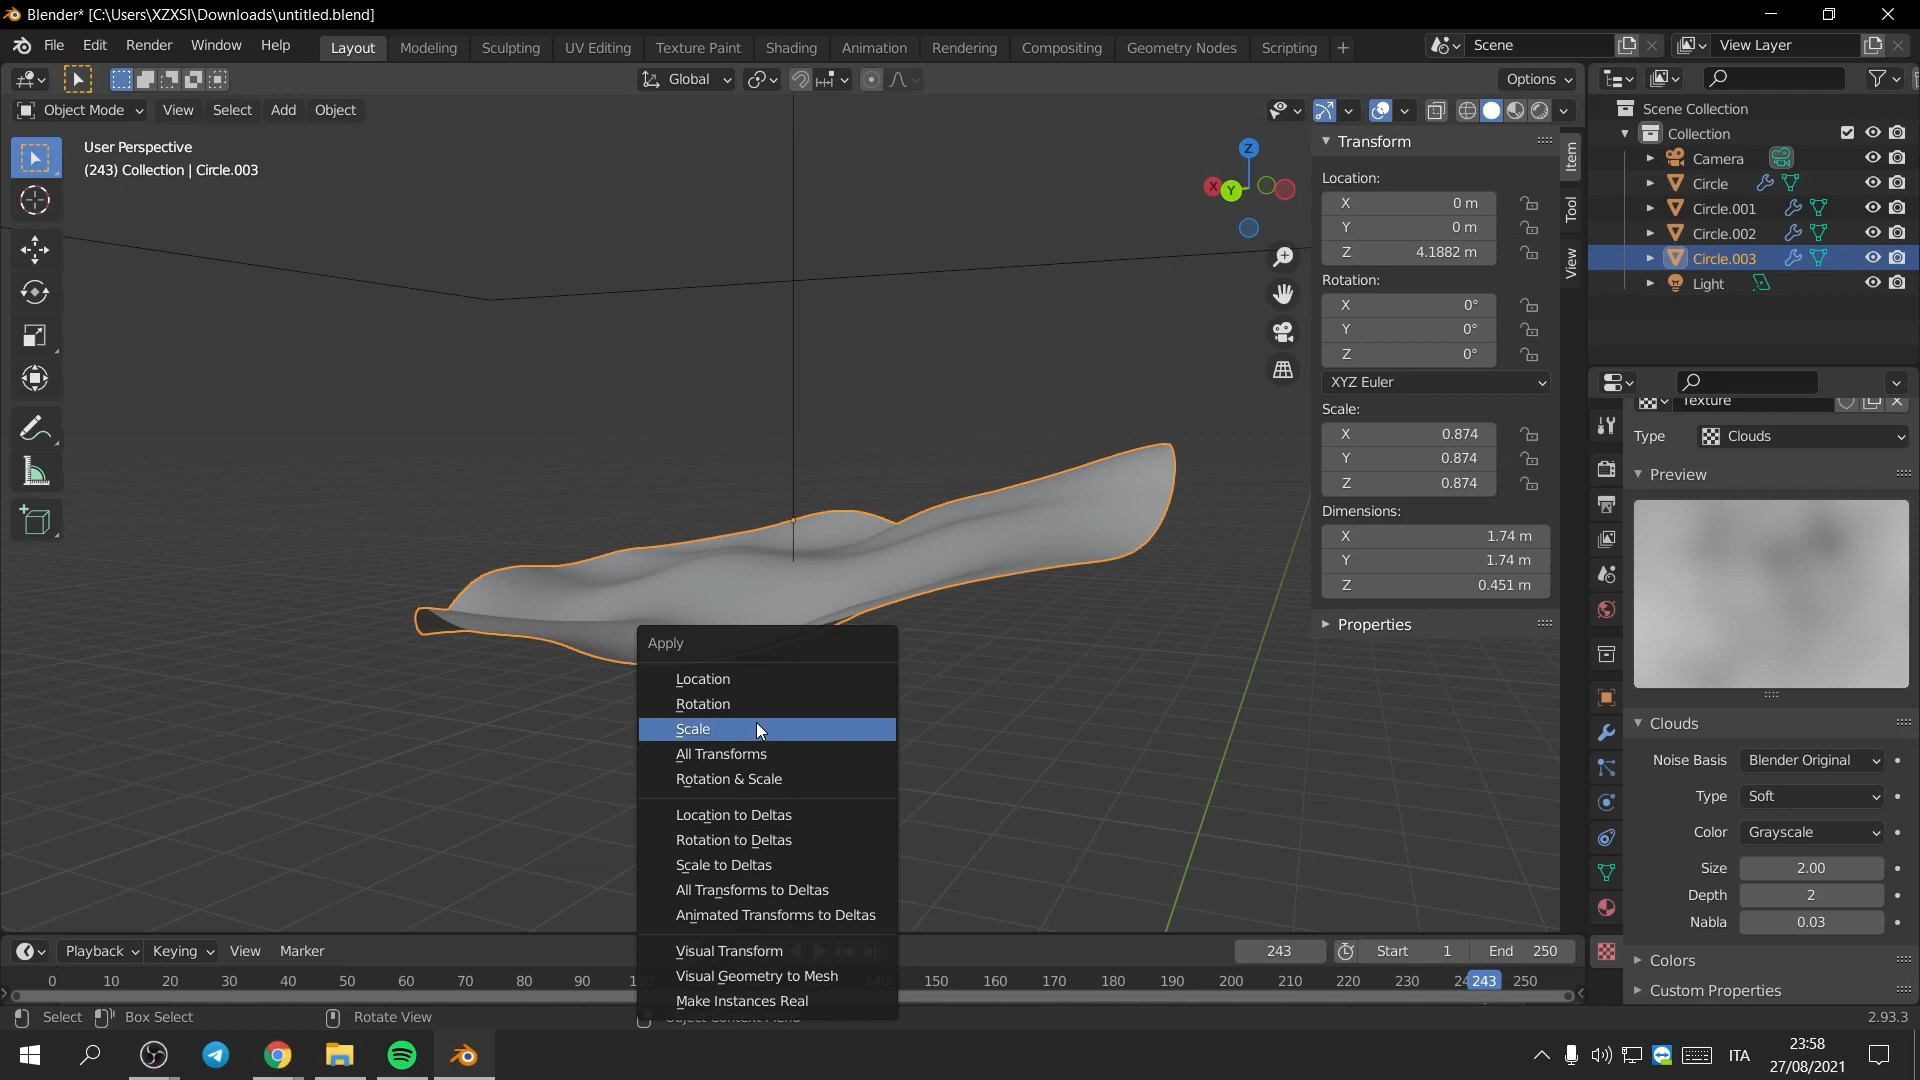 Blender* [C:\Users\XZXSI\Downloads\untitled.blend]
File Edit Render Window Help
Layout Modeling Sculpting UV Editing Texture Paint Shading Animation Rendering Compositing Geometry Nodes Scripting +
Scene
View Layer
Global
Options
Object Mode View Select Add Object
User Perspective
(243) Collection | Circle.003
Z
X
Y
Transform
Location:
X 0 m
Y 0 m
Z 4.1882 m
Rotation:
X 0°
Y 0°
Z 0°
XYZ Euler
Scale:
X 0.874
Y 0.874
Z 0.874
Dimensions:
X 1.74 m
Y 1.74 m
Z 0.451 m
Properties
Item
Tool
View
Scene Collection
Collection
Camera
Circle
Circle.001
Circle.002
Circle.003
Light
Texture
Type Clouds
Preview
Clouds
Noise Basis Blender Original
Type Soft
Color Grayscale
Size 2.00
Depth 2
Nabla 0.03
Colors
Custom Properties
Apply
Location
Rotation
Scale
All Transforms
Rotation & Scale
Location to Deltas
Rotation to Deltas
Scale to Deltas
All Transforms to Deltas
Animated Transforms to Deltas
Visual Transform
Visual Geometry to Mesh
Make Instances Real
Playback Keying View Marker
243 Start 1 End 250
0 10 20 30 40 50 60 70 80 90 150 160 170 180 190 200 210 220 230 243 250
Select Box Select Rotate View
2.93.3
ITA
23:58
27/08/2021